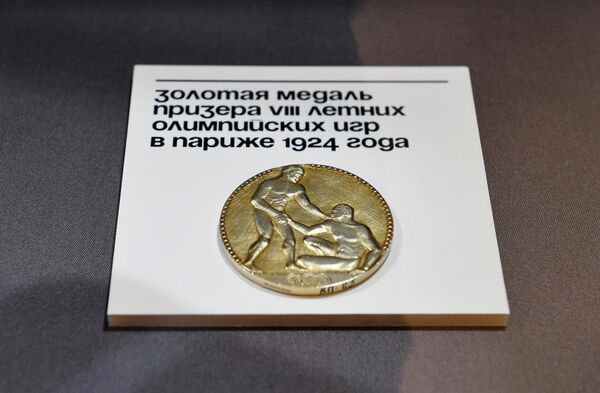 золотая медаль
призера VIII летних
олимпийских игр
в париже 1924 года